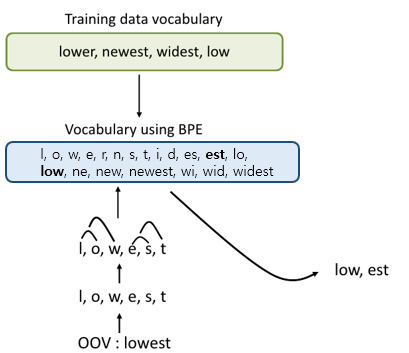 Training data vocabulary
lower, newest, widest, low
Vocabulary using BPE
l, o, w, e, r, n, s, t, i, d, es, est, lo,
low, ne, new, newest, wi, wid, widest
l, o, w, e, s, t
low, est
l, o, w, e, s, t
OOV : lowest